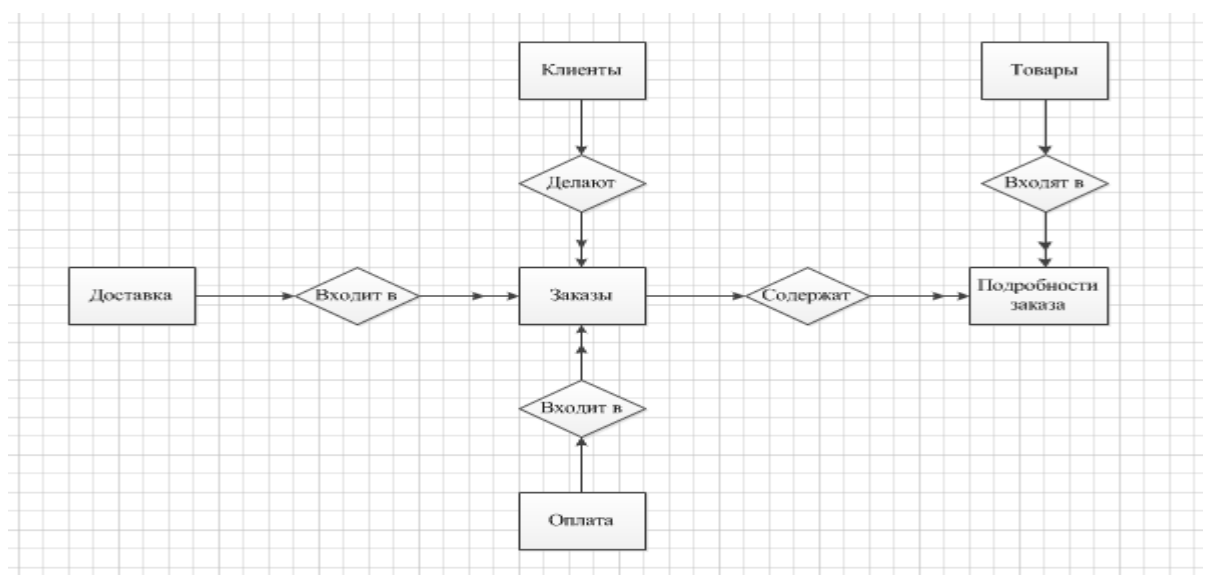 Клиенты
Товары
Делают
Входят в
Доставка
Входит в
Заказы
Содержат
Подробности
заказа
Входит в
Оплата